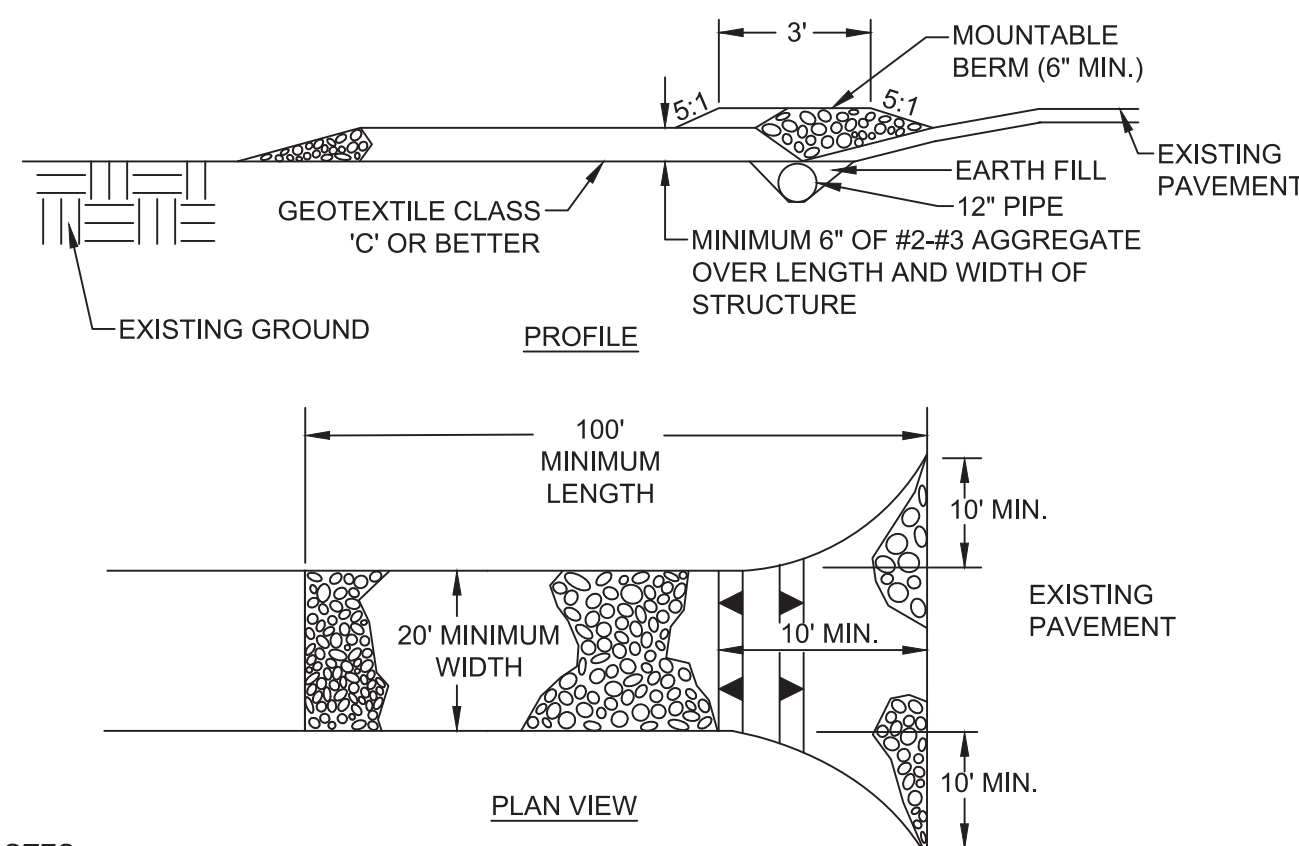 3'
MOUNTABLE
BERM (6" MIN.)
5:1
5:1
EXISTING
PAVEMENT
EARTH FILL
12" PIPE
GEOTEXTILE CLASS
'C' OR BETTER
MINIMUM 6" OF #2-#3 AGGREGATE
OVER LENGTH AND WIDTH OF
STRUCTURE
EXISTING GROUND
PROFILE
100'
MINIMUM
LENGTH
10' MIN.
20' MINIMUM
WIDTH
10' MIN.
EXISTING
PAVEMENT
10' MIN.
PLAN VIEW